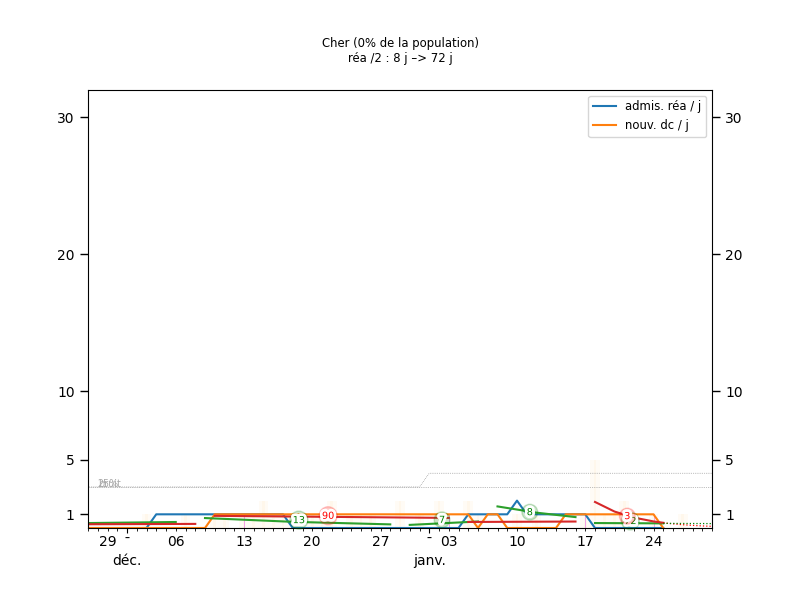 Cher (0% de la population)
réa /2 : 8 j –> 72 j
admis. réa / j
nouv. dc / j
30 30
20 20
10 10
5 5
1 1
13 90 7 8 3
29 - 06 13 20 27 - 03 10 17 24
déc. janv.